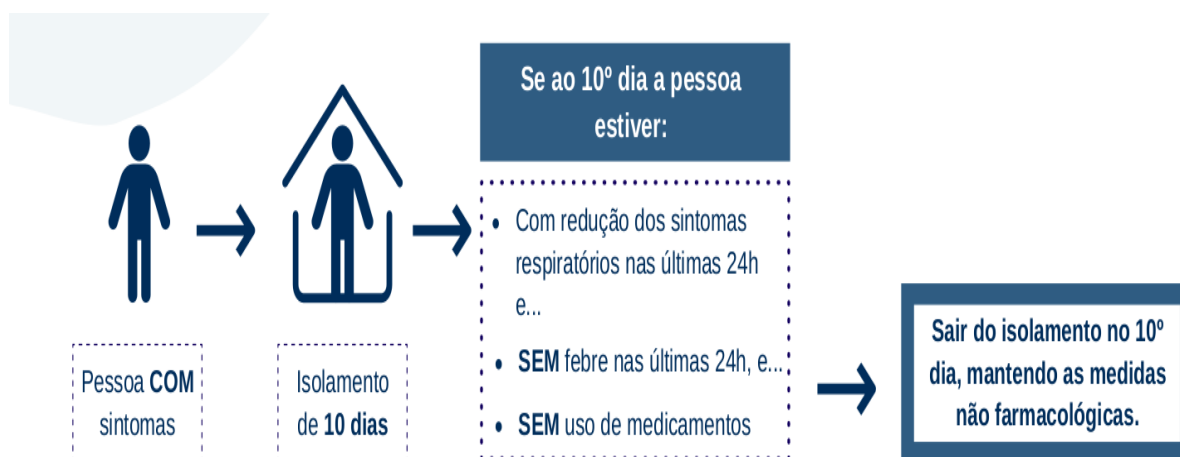 Se ao 10º dia a pessoa
estiver:
Pessoa COM
sintomas
Isolamento
de 10 dias
• Com redução dos sintomas
respiratórios nas últimas 24h
e...
• SEM febre nas últimas 24h, e...
• SEM uso de medicamentos
Sair do isolamento no 10º
dia, mantendo as medidas
não farmacológicas.